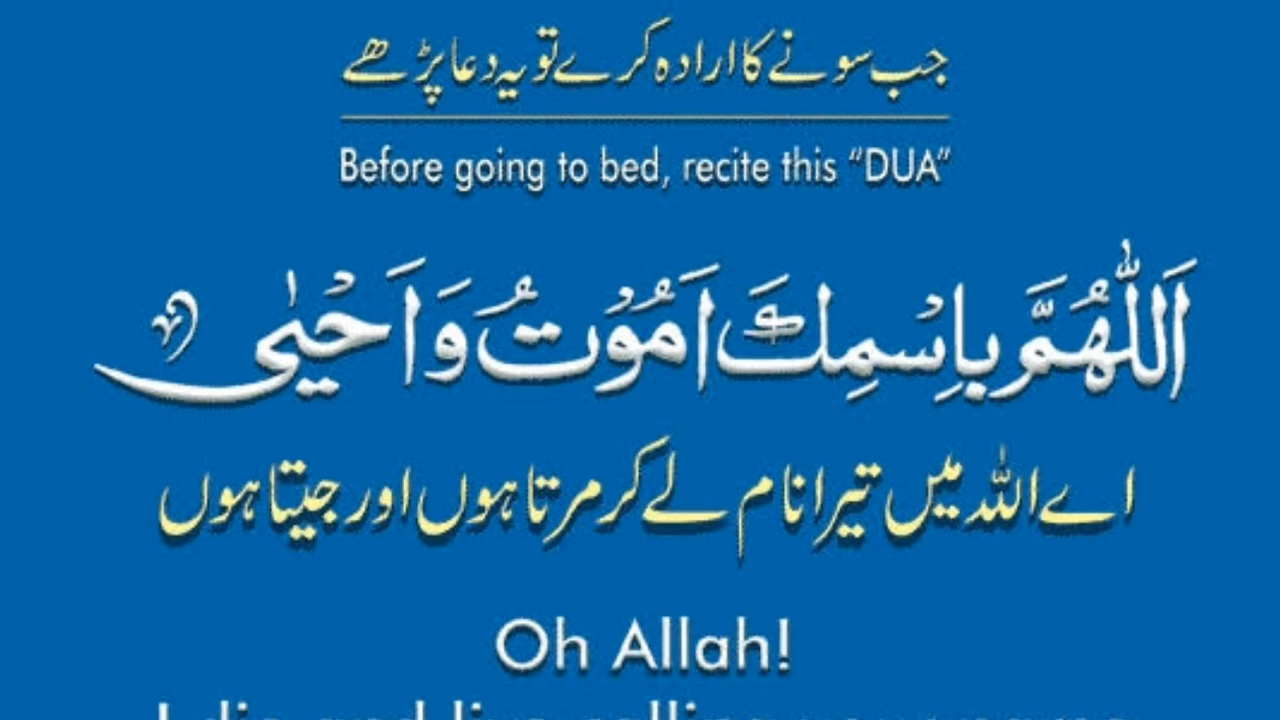 جب سونے کا ارادہ کرے تو یہ دعا پڑھے
Before going to bed, recite this “DUA”
اَللّٰهُمَّ بِاسْمِكَ اَمُوْتُ وَاَحْيٰى
اے اللہ میں تیرا نام لے کر مرتا ہوں اور جیتا ہوں
Oh Allah!